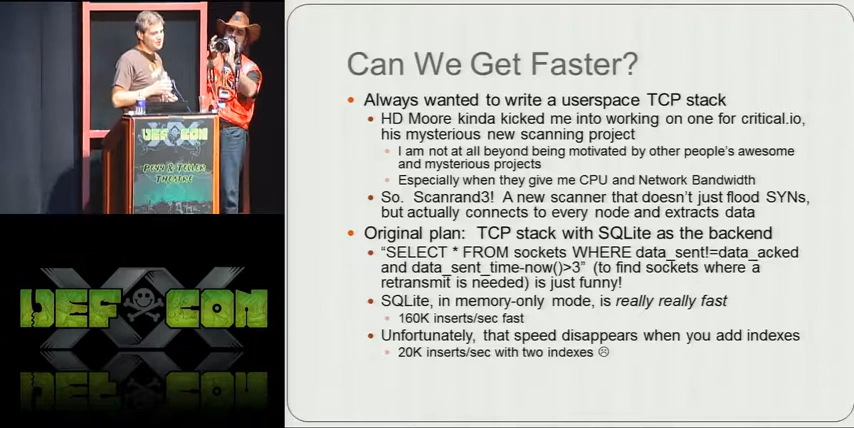 DEFCON
PENN & TELLER
THEATRE
DEFCON
Can We Get Faster?
Always wanted to write a userspace TCP stack
HD Moore kinda kicked me into working on one for critical.io,
his mysterious new scanning project
I am not at all beyond being motivated by other people's awesome
and mysterious projects
Especially when they give me CPU and Network Bandwidth
So. Scanrand3! A new scanner that doesn't just flood SYNs,
but actually connects to every node and extracts data
Original plan: TCP stack with SQLite as the backend
“SELECT * FROM sockets WHERE data_sent!=data_acked
and data_sent_time-now()>3” (to find sockets where a
retransmit is needed) is just funny!
SQLite, in memory-only mode, is really really fast
160K inserts/sec fast
Unfortunately, that speed disappears when you add indexes
20K inserts/sec with two indexes ☹